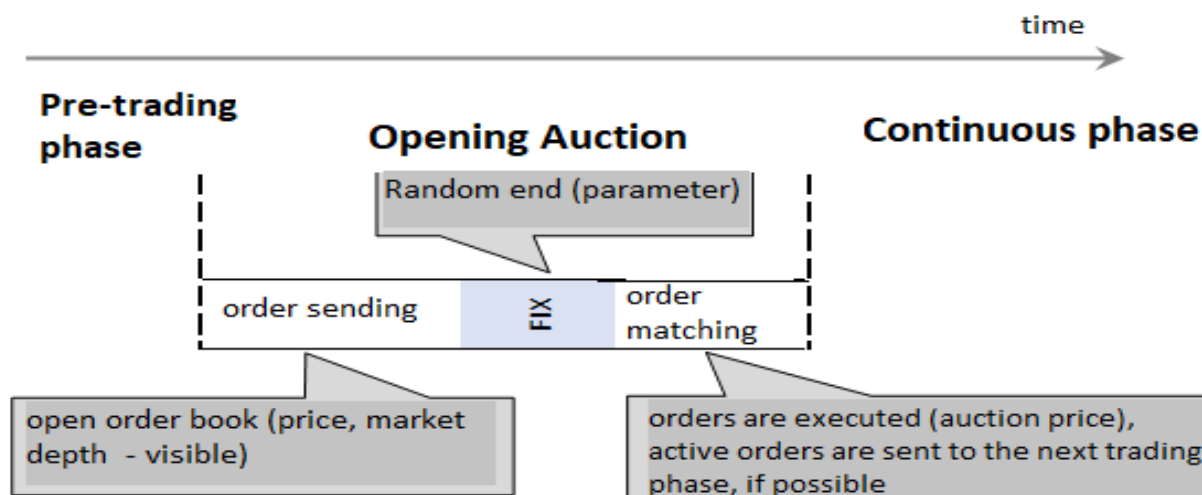 time
Pre-trading
phase
Opening Auction
Continuous phase
Random end (parameter)
order sending
FIX
order
matching
open order book (price, market
depth - visible)
orders are executed (auction price),
active orders are sent to the next trading
phase, if possible